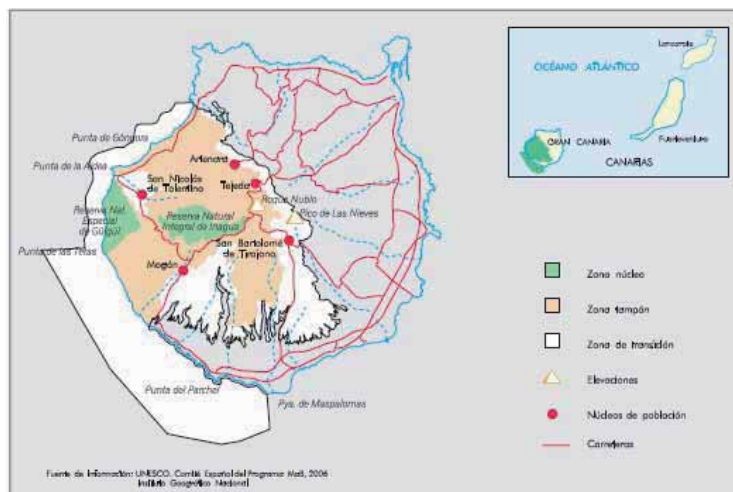 Lanzarote
OCÉANO ATLÁNTICO
GRAN CANARIA
Fuerteventura
CANARIAS
Punta de Góngora
Punta de la Aldea
Artenara
San Nicolás
de Tolentino
Tejeda
Roque Nublo
Pico de Las Nieves
Reserva Nat.
Especial
de Güigüí
Reserva Natural
Integral de Inagua
San Bartolomé
de Tirajana
Punta de las Tetas
Mogán
Punta del Parchel
Pya. de Maspalomas
Zona núcleo
Zona tampón
Zona de transición
Elevaciones
Núcleos de población
Carreteras
Fuente de información: UNESCO. Comité Español del Programa MaB, 2006
Instituto Geográfico Nacional